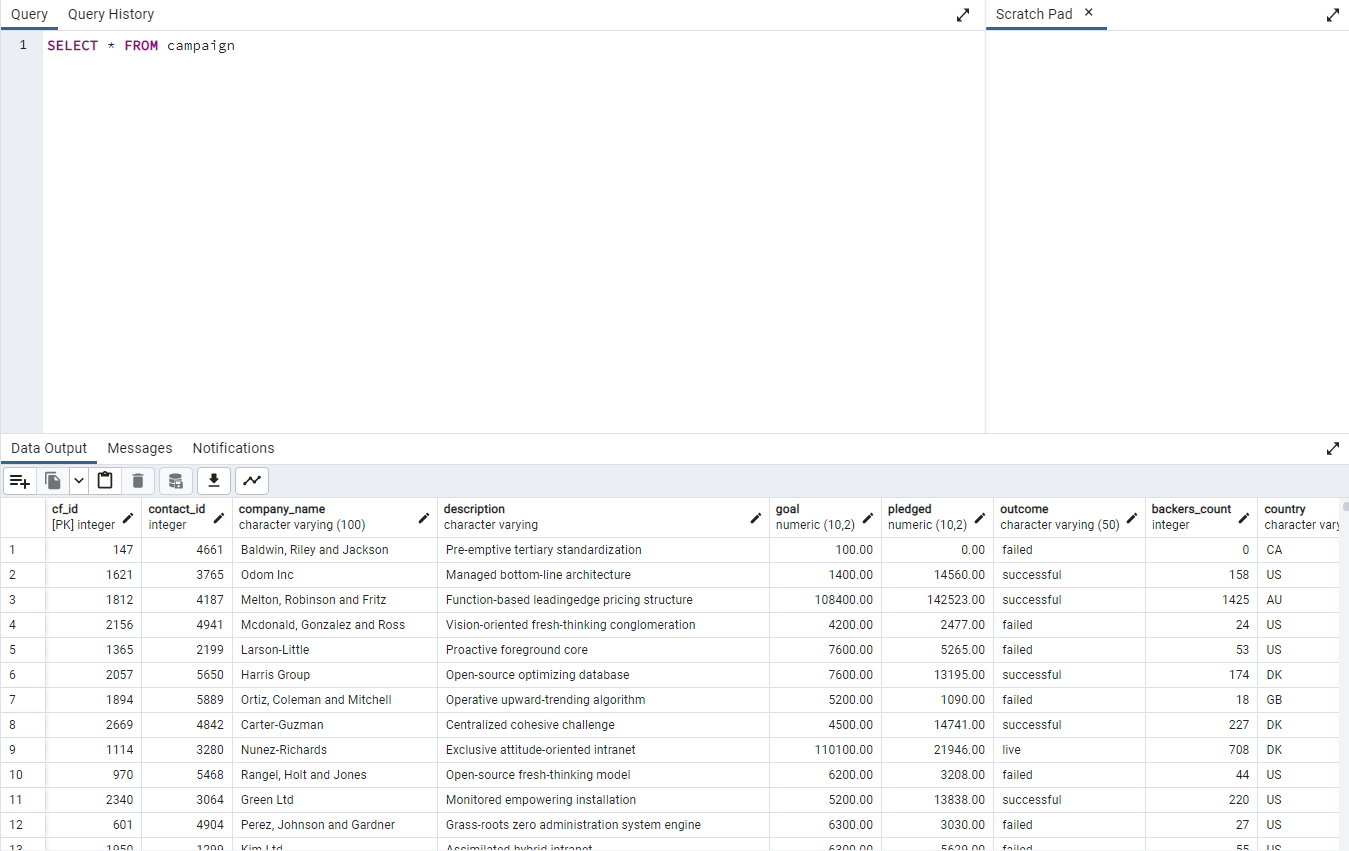 Query Query History Scratch Pad ×
1 SELECT * FROM campaign
Data Output Messages Notifications
cf_id contact_id company_name description goal pledged outcome backers_count country
[PK] integer integer character varying (100) character varying numeric (10,2) numeric (10,2) character varying (50) integer character vary
1 147 4661 Baldwin, Riley and Jackson Pre-emptive tertiary standardization 100.00 0.00 failed 0 CA
2 1621 3765 Odom Inc Managed bottom-line architecture 1400.00 14560.00 successful 158 US
3 1812 4187 Melton, Robinson and Fritz Function-based leadingedge pricing structure 108400.00 142523.00 successful 1425 AU
4 2156 4941 Mcdonald, Gonzalez and Ross Vision-oriented fresh-thinking conglomeration 4200.00 2477.00 failed 24 US
5 1365 2199 Larson-Little Proactive foreground core 7600.00 5265.00 failed 53 US
6 2057 5650 Harris Group Open-source optimizing database 7600.00 13195.00 successful 174 DK
7 1894 5889 Ortiz, Coleman and Mitchell Operative upward-trending algorithm 5200.00 1090.00 failed 18 GB
8 2669 4842 Carter-Guzman Centralized cohesive challenge 4500.00 14741.00 successful 227 DK
9 1114 3280 Nunez-Richards Exclusive attitude-oriented intranet 110100.00 21946.00 live 708 DK
10 970 5468 Rangel, Holt and Jones Open-source fresh-thinking model 6200.00 3208.00 failed 44 US
11 2340 3064 Green Ltd Monitored empowering installation 5200.00 13838.00 successful 220 US
12 601 4904 Perez, Johnson and Gardner Grass-roots zero administration system engine 6300.00 3030.00 failed 27 US
13 1950 1299 Kim Ltd Assimilated hybrid intranet 6300.00 5629.00 failed 55 US